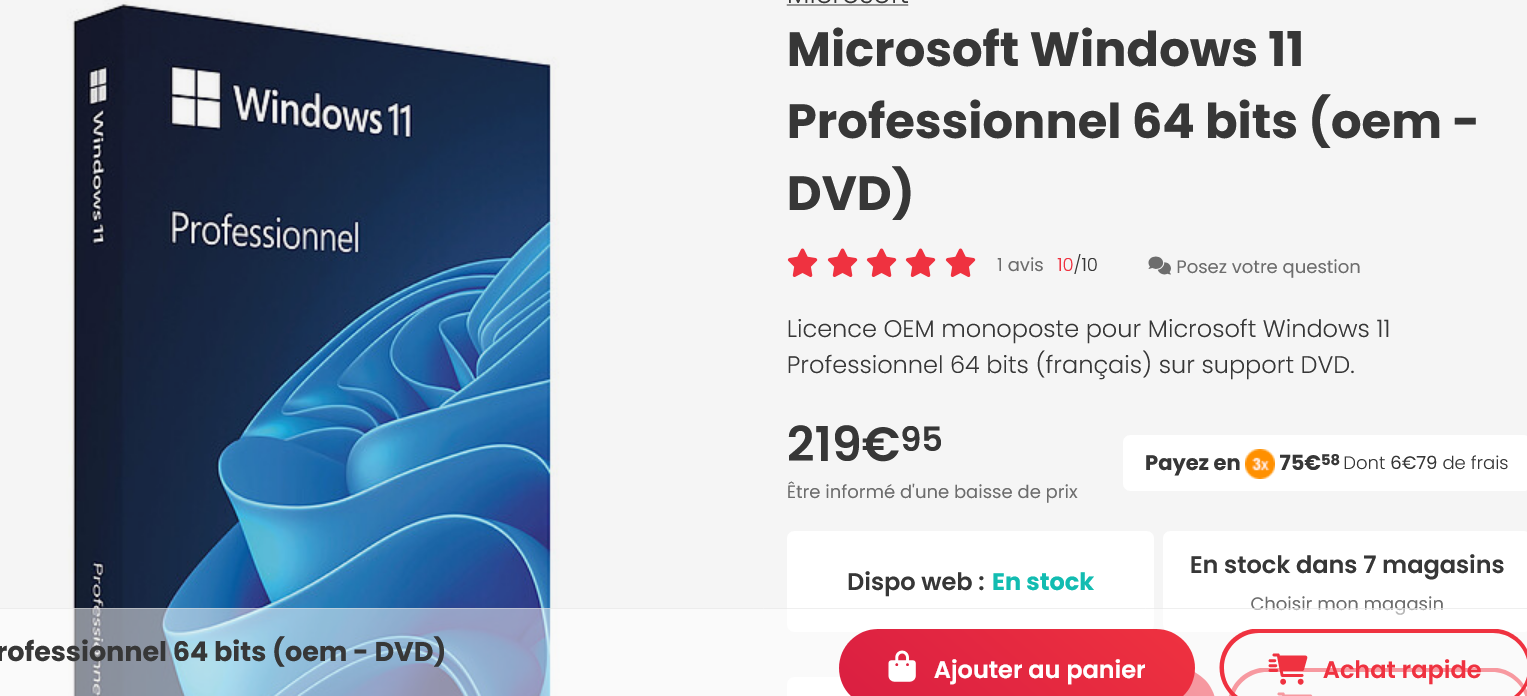 Microsoft
Windows 11
Windows 11
Professionnel
Microsoft Windows 11
Professionnel 64 bits (oem -
DVD)
1 avis 10/10
Posez votre question
Licence OEM monoposte pour Microsoft Windows 11
Professionnel 64 bits (français) sur support DVD.
219€95
Être informé d'une baisse de prix
Payez en 3x 75€58 Dont 6€79 de frais
Dispo web : En stock
En stock dans 7 magasins
Choisir mon magasin
Professionne
rofessionnel 64 bits (oem - DVD)
Ajouter au panier
Achat rapide